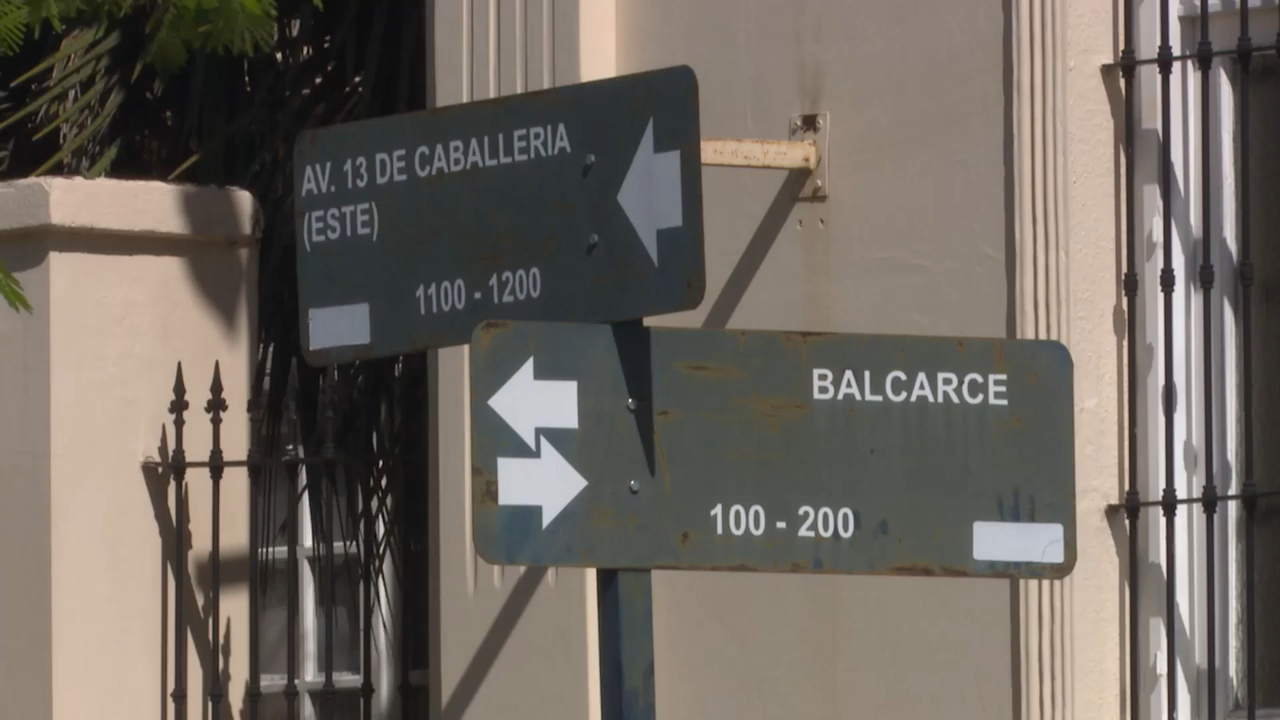 AV. 13 DE CABALLERIA
(ESTE)
1100 - 1200
BALCARCE
100 - 200